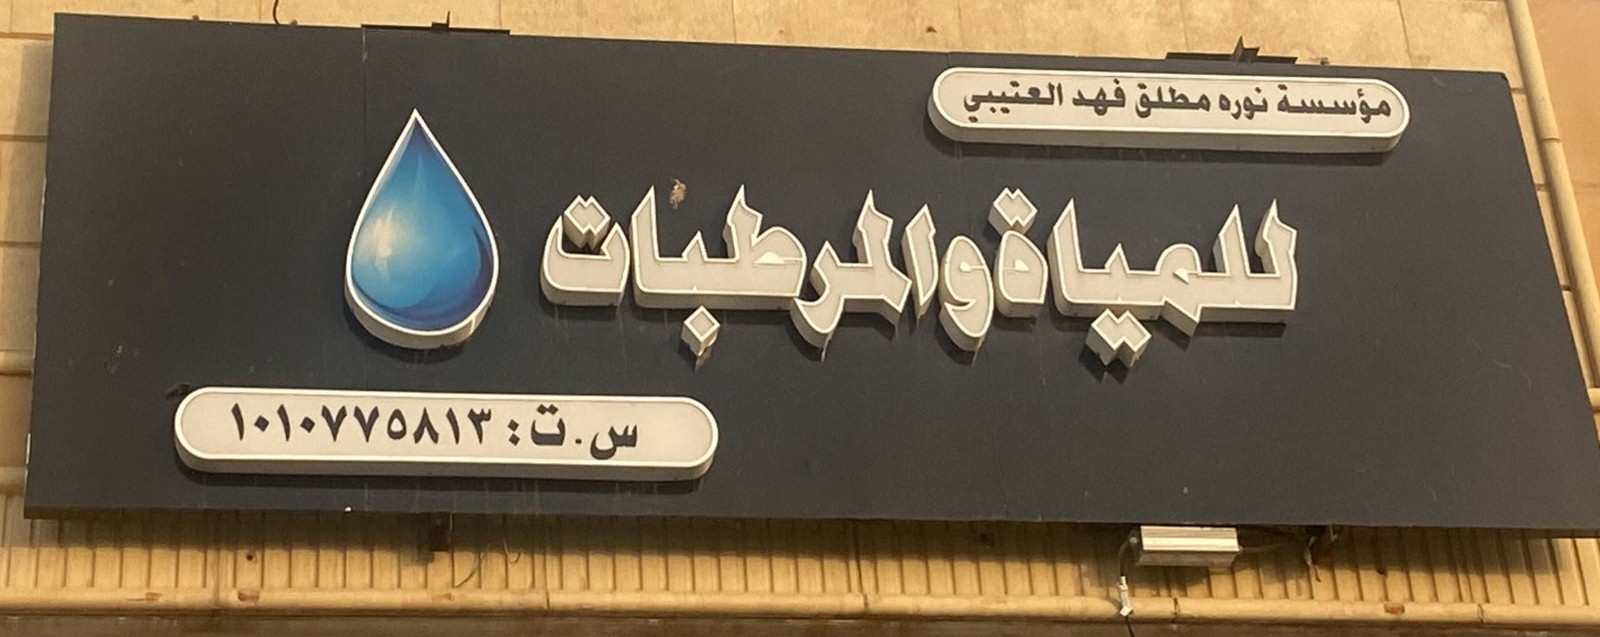 مؤسسة نوره مطلق فهد العتيبي
للمياة والمرطبات
س.ت: ١٠١٠٧٧٥٨١٣